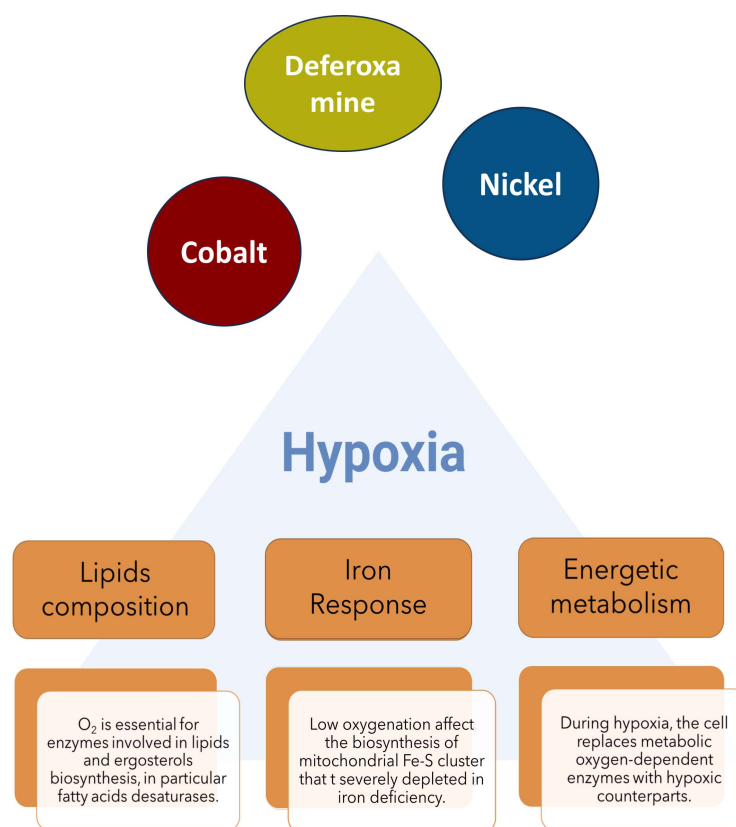 Deferoxa
mine
Nickel
Cobalt
Hypoxia
Lipids
composition
Iron
Response
Energetic
metabolism
O₂ is essential for
enzymes involved in lipids
and ergosterols
biosynthesis, in particular
fatty acids desaturases.
Low oxygenation affect
the biosynthesis of
mitochondrial Fe-S cluster
that t severely depleted in
iron deficiency.
During hypoxia, the cell
replaces metabolic
oxygen-dependent
enzymes with hypoxic
counterparts.